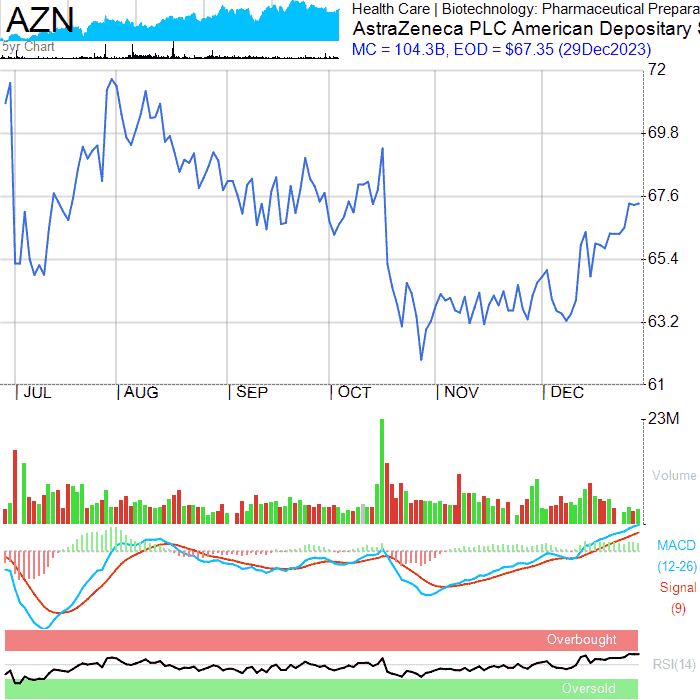 AZN
5yr Chart
Health Care | Biotechnology: Pharmaceutical Prepara
AstraZeneca PLC American Depositary S
MC = 104.3B, EOD = $67.35 (29Dec2023)
72
69.8
67.6
65.4
63.2
61
JUL AUG SEP OCT NOV DEC
23M
Volume
MACD
(12-26)
Signal
(9)
Overbought
RSI(14)
Oversold